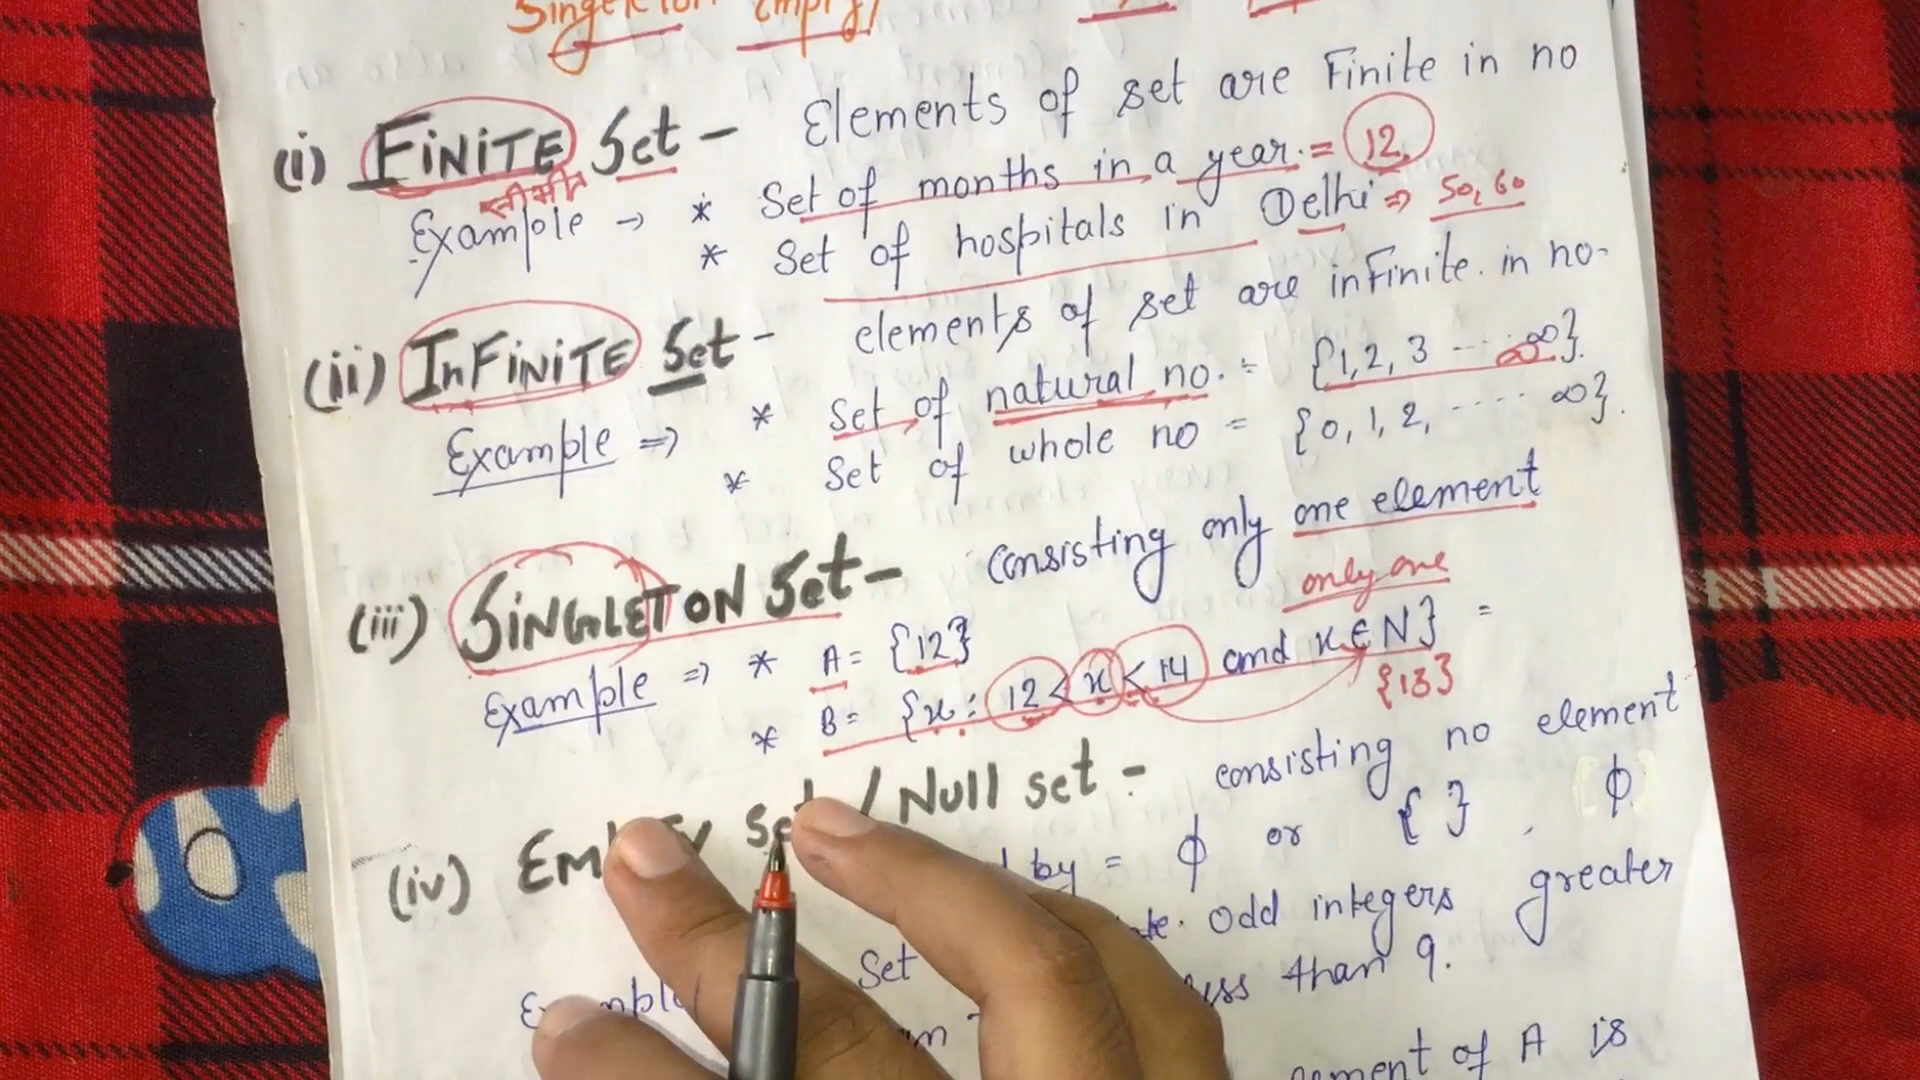 Singleton Empty
(i) FiNiTE Set - Elements of set are Finite in no
Example → * Set of months in a year. = 12.
* Set of hospitals in Delhi ⇒ 50, 60
(ii) InFiNiTE Set - elements of set are infinite. in no.
Example ⇒ * Set of natural no. = {1, 2, 3 --- ∞}.
* Set of whole no = {0, 1, 2, ..... ∞}.
(iii) SiNGLETON Set - Consisting only one element
only one
Example ⇒ * A = {12}
* B = {x : 12 < x < 14 and x ∈ N} =
{13}
(iv) Set / Null set - consisting no element
by = ϕ or { } , ϕ
Set odd integers greater
less than 9.
of A is